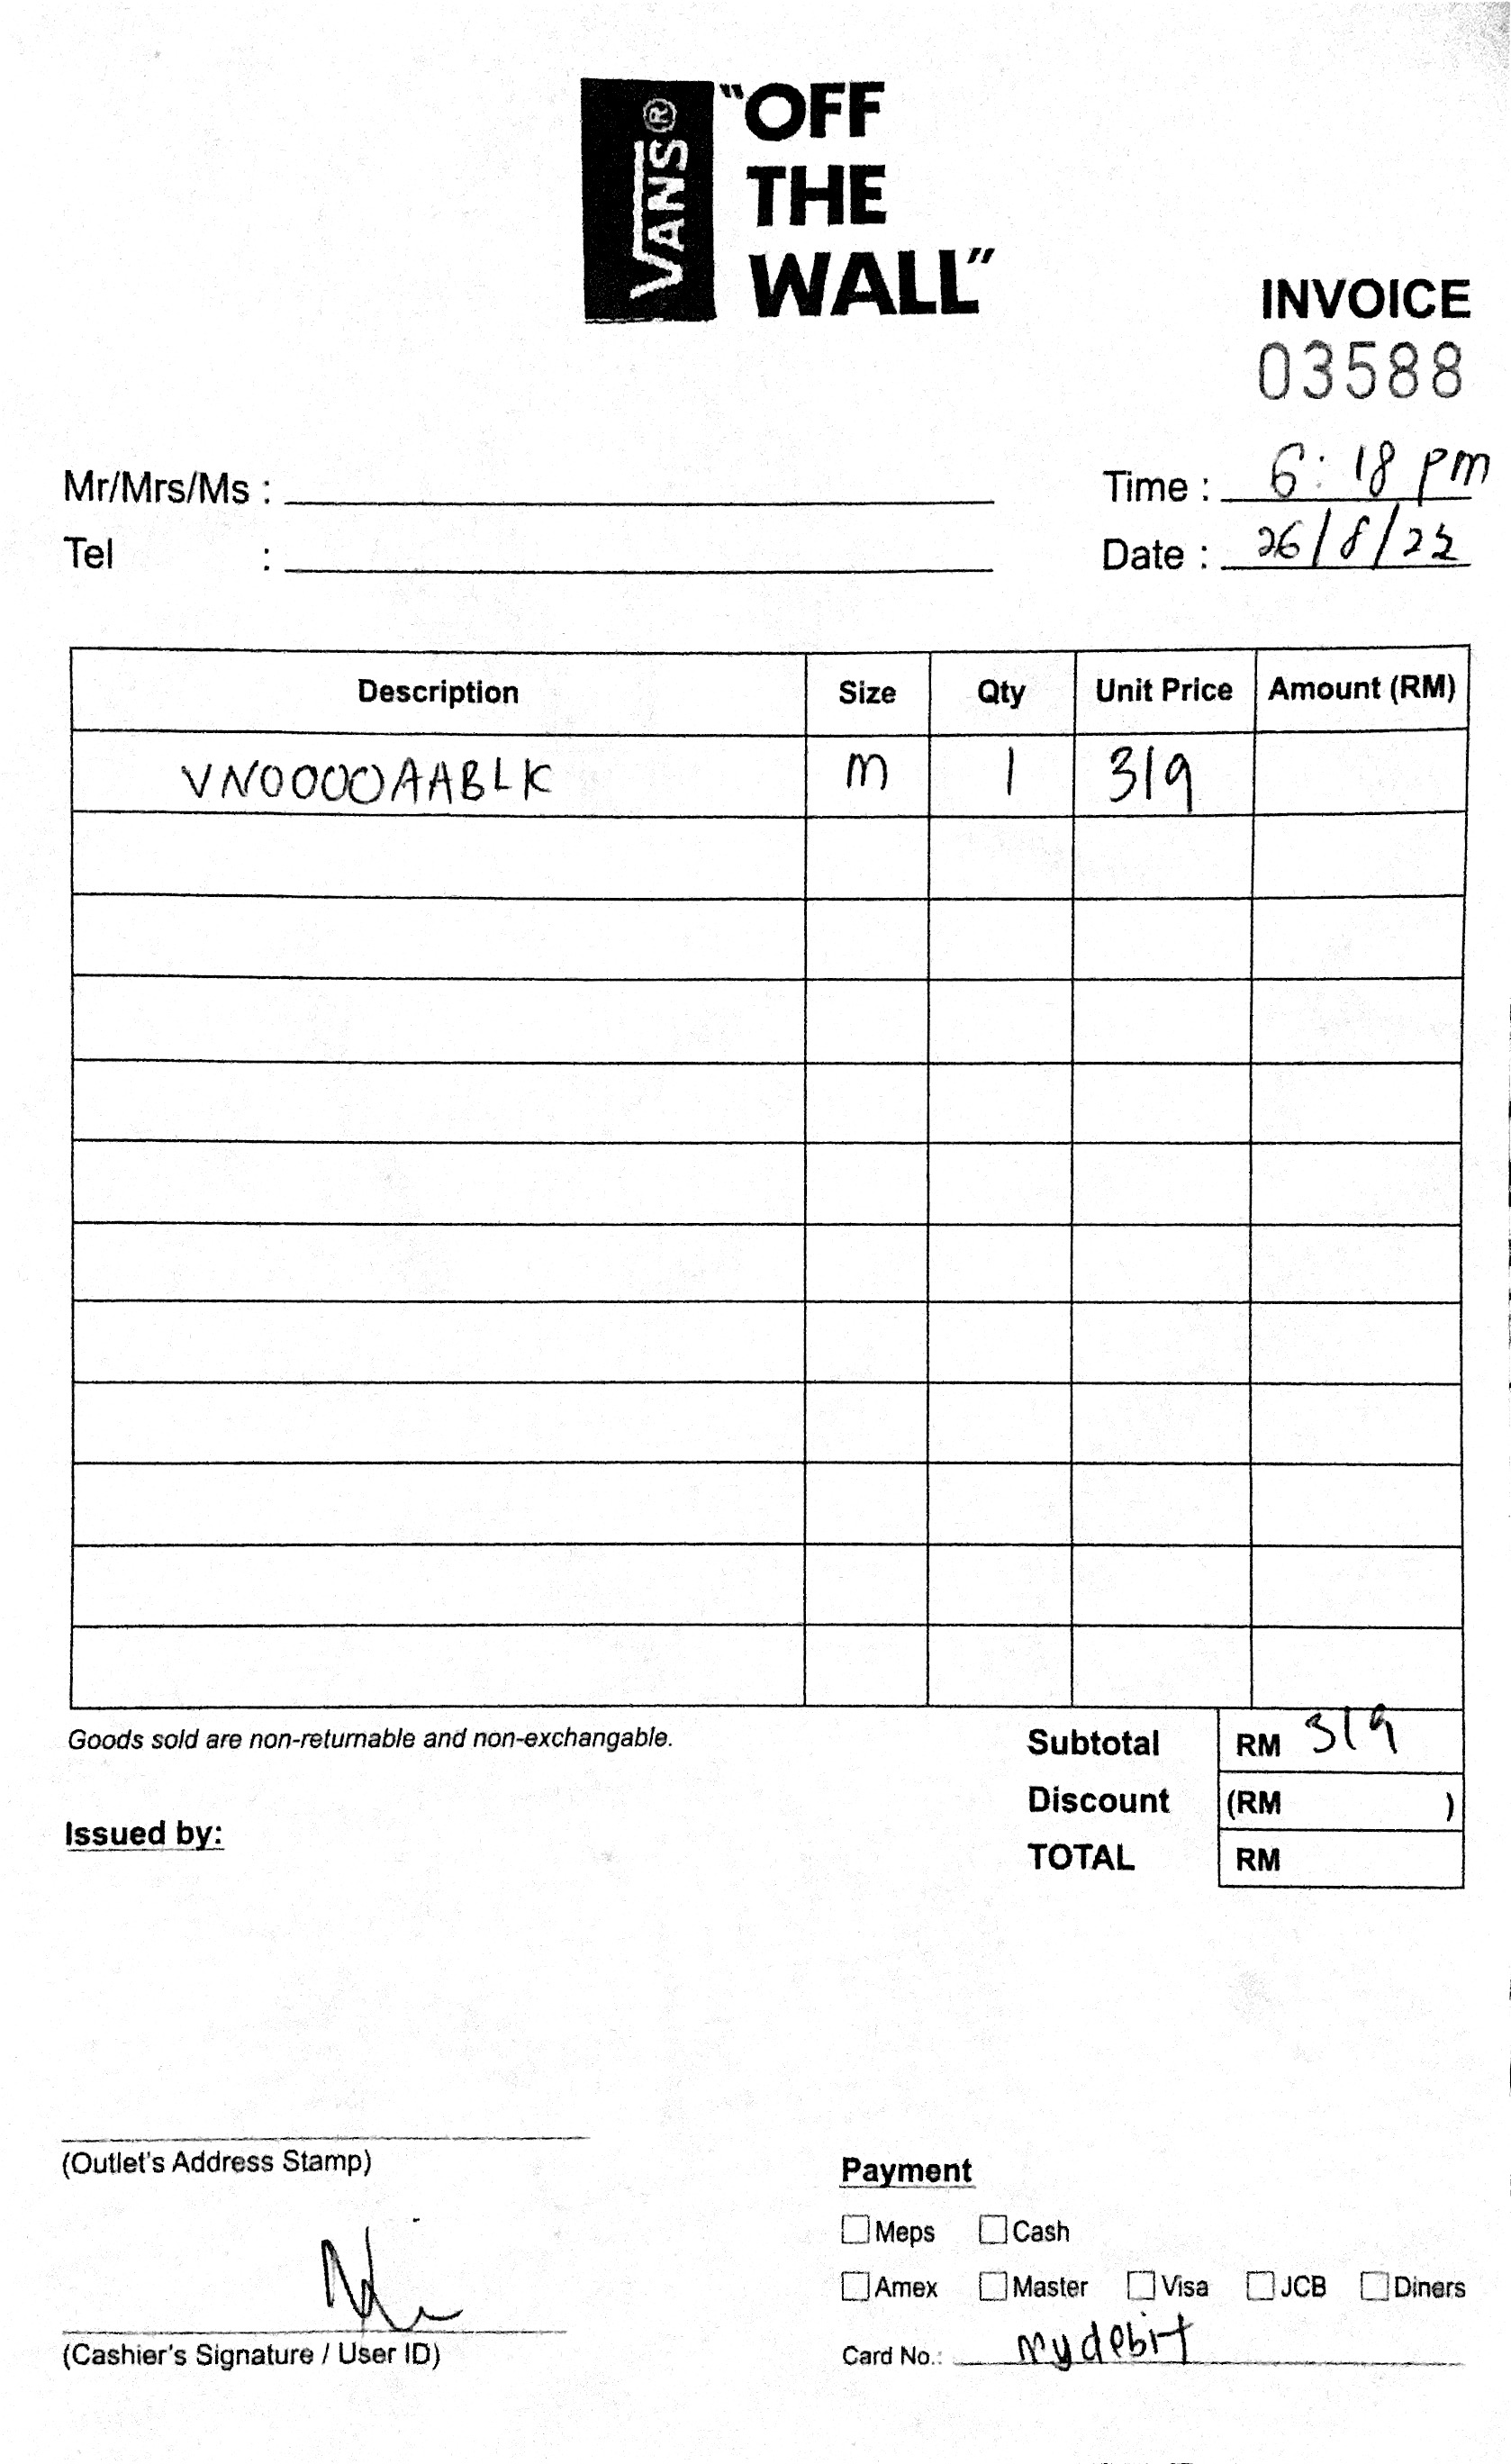 VANS® "OFF
THE
WALL"
INVOICE
03588
Mr/Mrs/Ms : Time : 6:18 pm
Tel : Date : 26/8/22
Description Size Qty Unit Price Amount (RM)
VN0000AABLK M 1 319
Goods sold are non-returnable and non-exchangable. Subtotal RM 319
Discount (RM )
Issued by:
TOTAL RM
(Outlet's Address Stamp)
Payment
Meps Cash
Amex Master Visa JCB Diners
(Cashier's Signature / User ID)
Card No.: mydebit